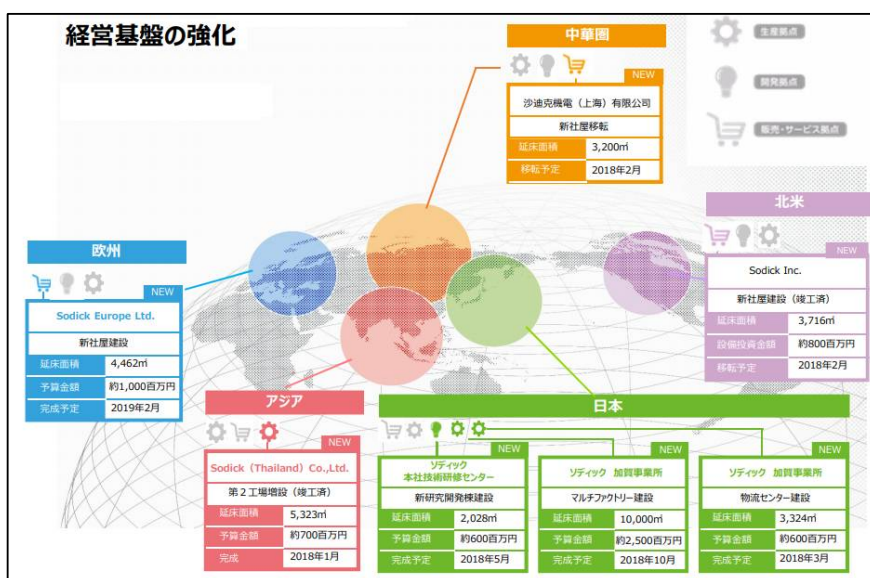 経営基盤の強化
中華圏
NEW
沙迪克機電(上海)有限公司
新社屋移転
延床面積 3,200㎡
移転予定 2018年2月
生産拠点
開発拠点
販売・サービス拠点
北米
NEW
Sodick Inc.
新社屋建設(竣工済)
延床面積 3,716㎡
設備投資金額 約800百万円
移転予定 2018年2月
欧州
NEW
Sodick Europe Ltd.
新社屋建設
延床面積 4,462㎡
予算金額 約1,000百万円
完成予定 2019年2月
アジア
NEW
Sodick(Thailand)Co.,Ltd.
第2工場増設(竣工済)
延床面積 5,323㎡
予算金額 約700百万円
完成 2018年1月
日本
NEW
ソディック
本社技術研修センター
新研究開発棟建設
延床面積 2,028㎡
予算金額 約600百万円
完成予定 2018年5月
NEW
ソディック 加賀事業所
マルチファクトリー建設
延床面積 10,000㎡
予算金額 約2,500百万円
完成予定 2018年10月
NEW
ソディック 加賀事業所
物流センター建設
延床面積 3,324㎡
予算金額 約600百万円
完成予定 2018年3月